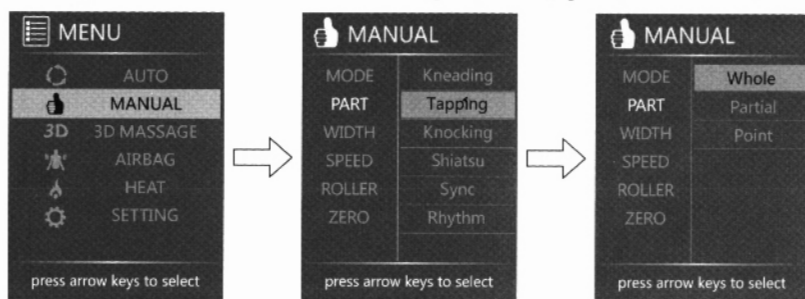 MENU
AUTO
MANUAL
3D 3D MASSAGE
AIRBAG
HEAT
SETTING
press arrow keys to select
MANUAL
MODE Kneading
PART Tapping
WIDTH Knocking
SPEED Shiatsu
ROLLER Sync
ZERO Rhythm
press arrow keys to select
MANUAL
MODE Whole
PART Partial
WIDTH Point
SPEED
ROLLER
ZERO
press arrow keys to select